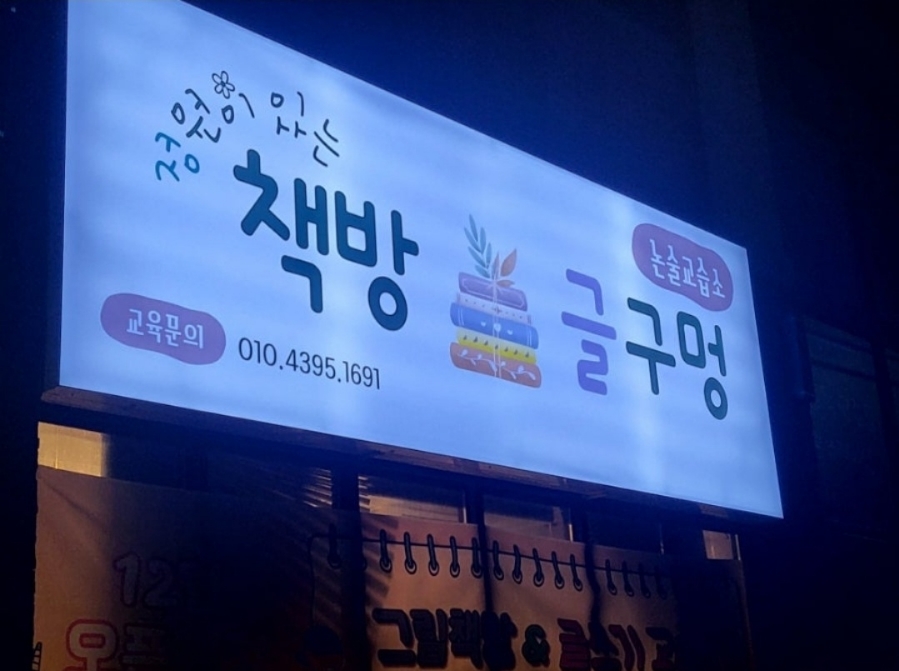 정원이 있는
책방
교육문의
010.4395.1691
논술교습소
글구멍
그림책방 &